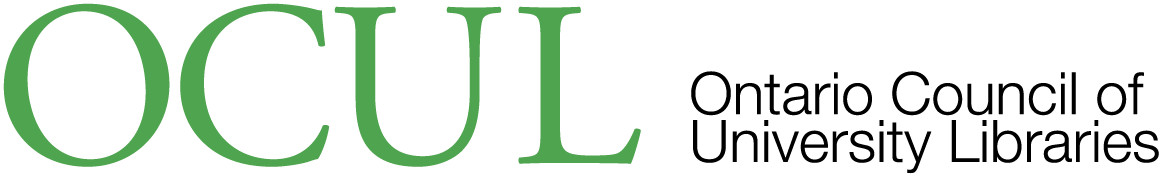 OCUL
Ontario Council of
University Libraries